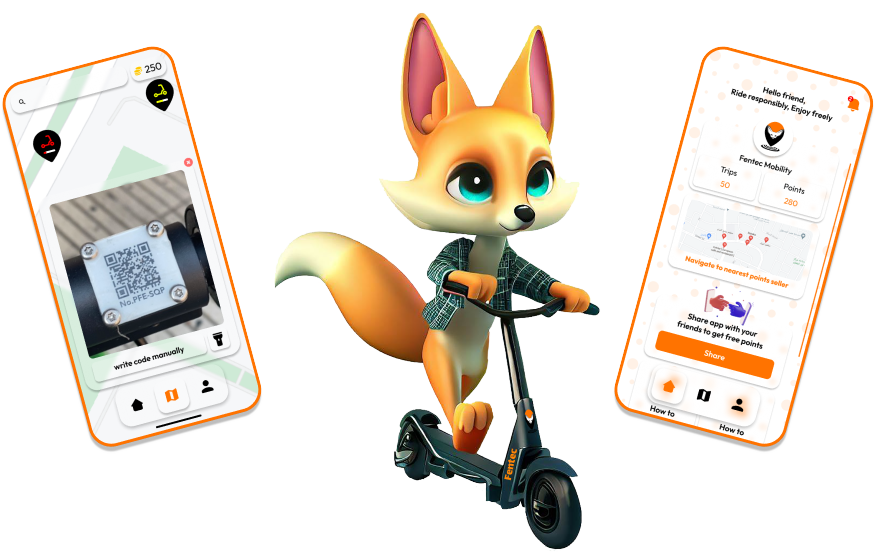 250
No.PFE-SQP
write code manually
Fentec
Hello friend,
Ride responsibly, Enjoy freely
2
Fentec Mobility
Trips
50
Points
280
Navigate to nearest points seller
Share app with your
friends to get free points
Share
How to
How to